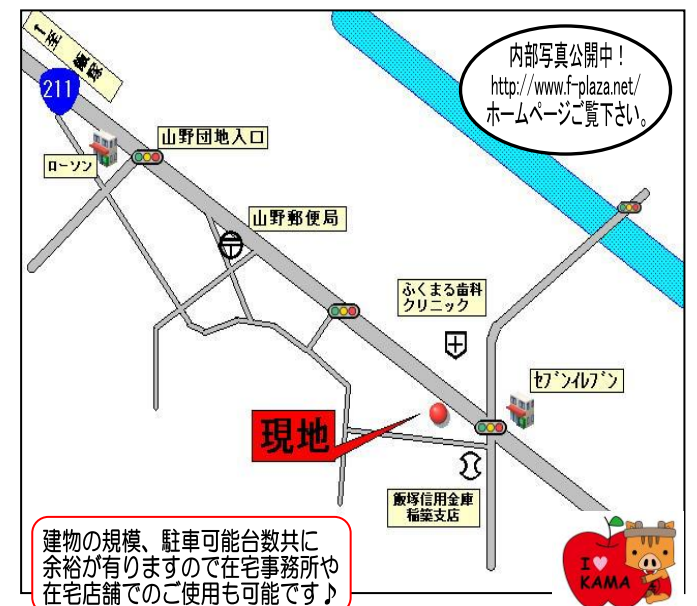 ↑至 飯塚
211
内部写真公開中！
http://www.f-plaza.net/
ホームページご覧下さい。
ローソン
山野団地入口
山野郵便局
ふくまる歯科
クリニック
セブンイレブン
現地
飯塚信用金庫
稲築支店
建物の規模、駐車可能台数共に
余裕が有りますので在宅事務所や
在宅店舗でのご使用も可能です♪
I♥
KAMA